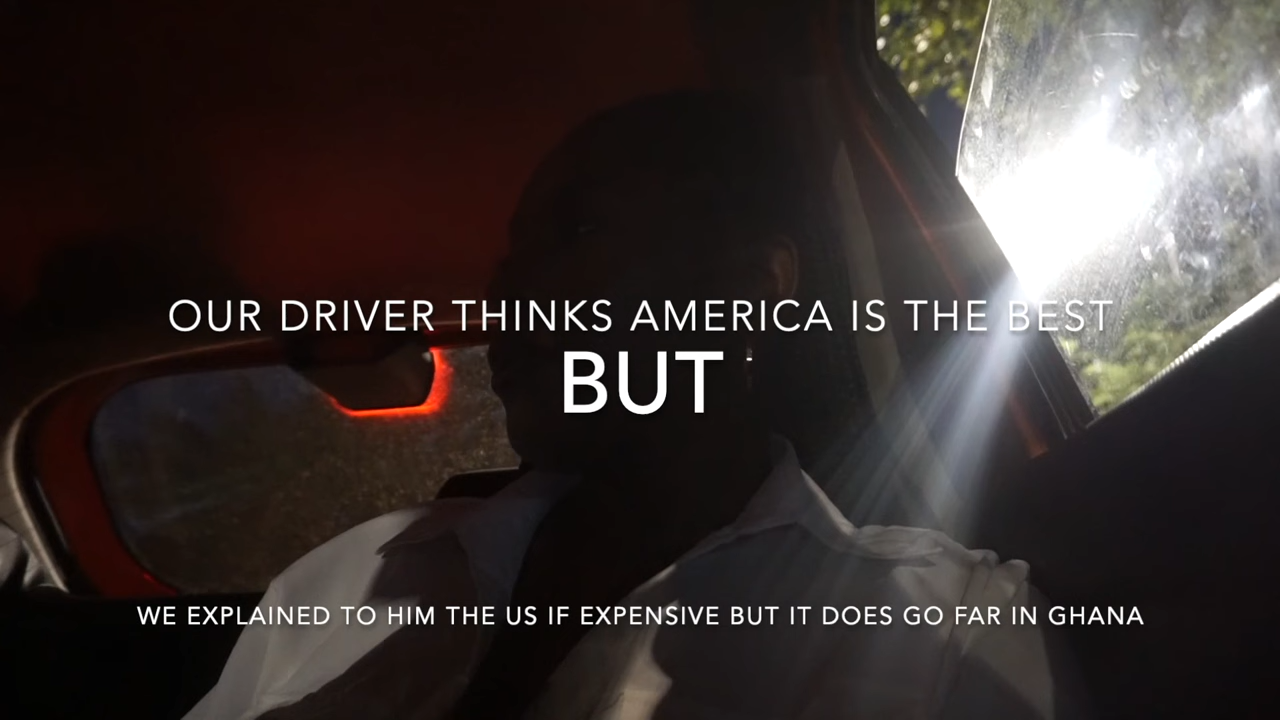 OUR DRIVER THINKS AMERICA IS THE BEST
BUT
WE EXPLAINED TO HIM THE US IF EXPENSIVE BUT IT DOES GO FAR IN GHANA